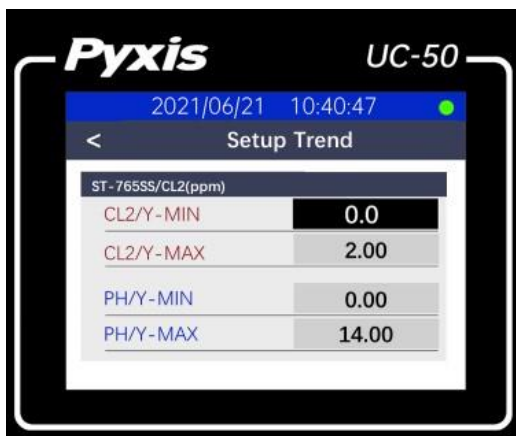 Pyxis UC-50
2021/06/21 10:40:47
< Setup Trend
ST-765SS/CL2(ppm)
CL2/Y-MIN 0.0
CL2/Y-MAX 2.00
PH/Y-MIN 0.00
PH/Y-MAX 14.00